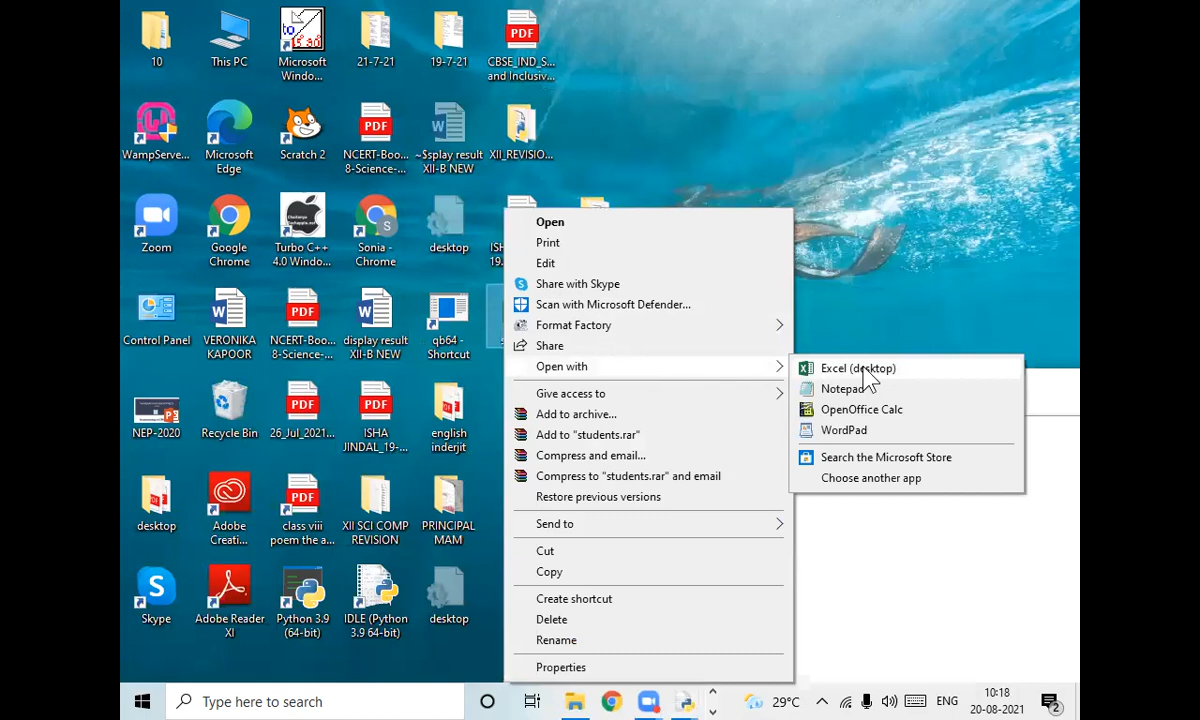 10
This PC
Microsoft
Windo...
21-7-21
19-7-21
PDF
CBSE_IND_S...
and Inclusiv...
WampServe...
Microsoft
Edge
Scratch 2
PDF
NCERT-Boo...
8-Science-...
~$splay result
XII-B NEW
XII_REVISIO...
Zoom
Google
Chrome
Turbo C++
4.0 Windo...
S
Sonia -
Chrome
desktop
Control Panel
VERONIKA
KAPOOR
PDF
NCERT-Boo...
8-Science-...
display result
XII-B NEW
qb64 -
Shortcut
NEP-2020
Recycle Bin
PDF
26_Jul_2021...
PDF
ISHA
JINDAL_19-...
english
inderjit
desktop
Adobe
Creati...
PDF
class viii
poem the a...
XII SCI COMP
REVISION
PRINCIPAL
MAM
Skype
Adobe Reader
XI
Python 3.9
(64-bit)
IDLE (Python
3.9 64-bit)
desktop
Open
Print
Edit
Share with Skype
Scan with Microsoft Defender...
Format Factory
Share
Open with
Give access to
Add to archive...
Add to "students.rar"
Compress and email...
Compress to "students.rar" and email
Restore previous versions
Send to
Cut
Copy
Create shortcut
Delete
Rename
Properties
Excel (desktop)
Notepad
OpenOffice Calc
WordPad
Search the Microsoft Store
Choose another app
Type here to search
29°C
ENG
10:18
20-08-2021
2